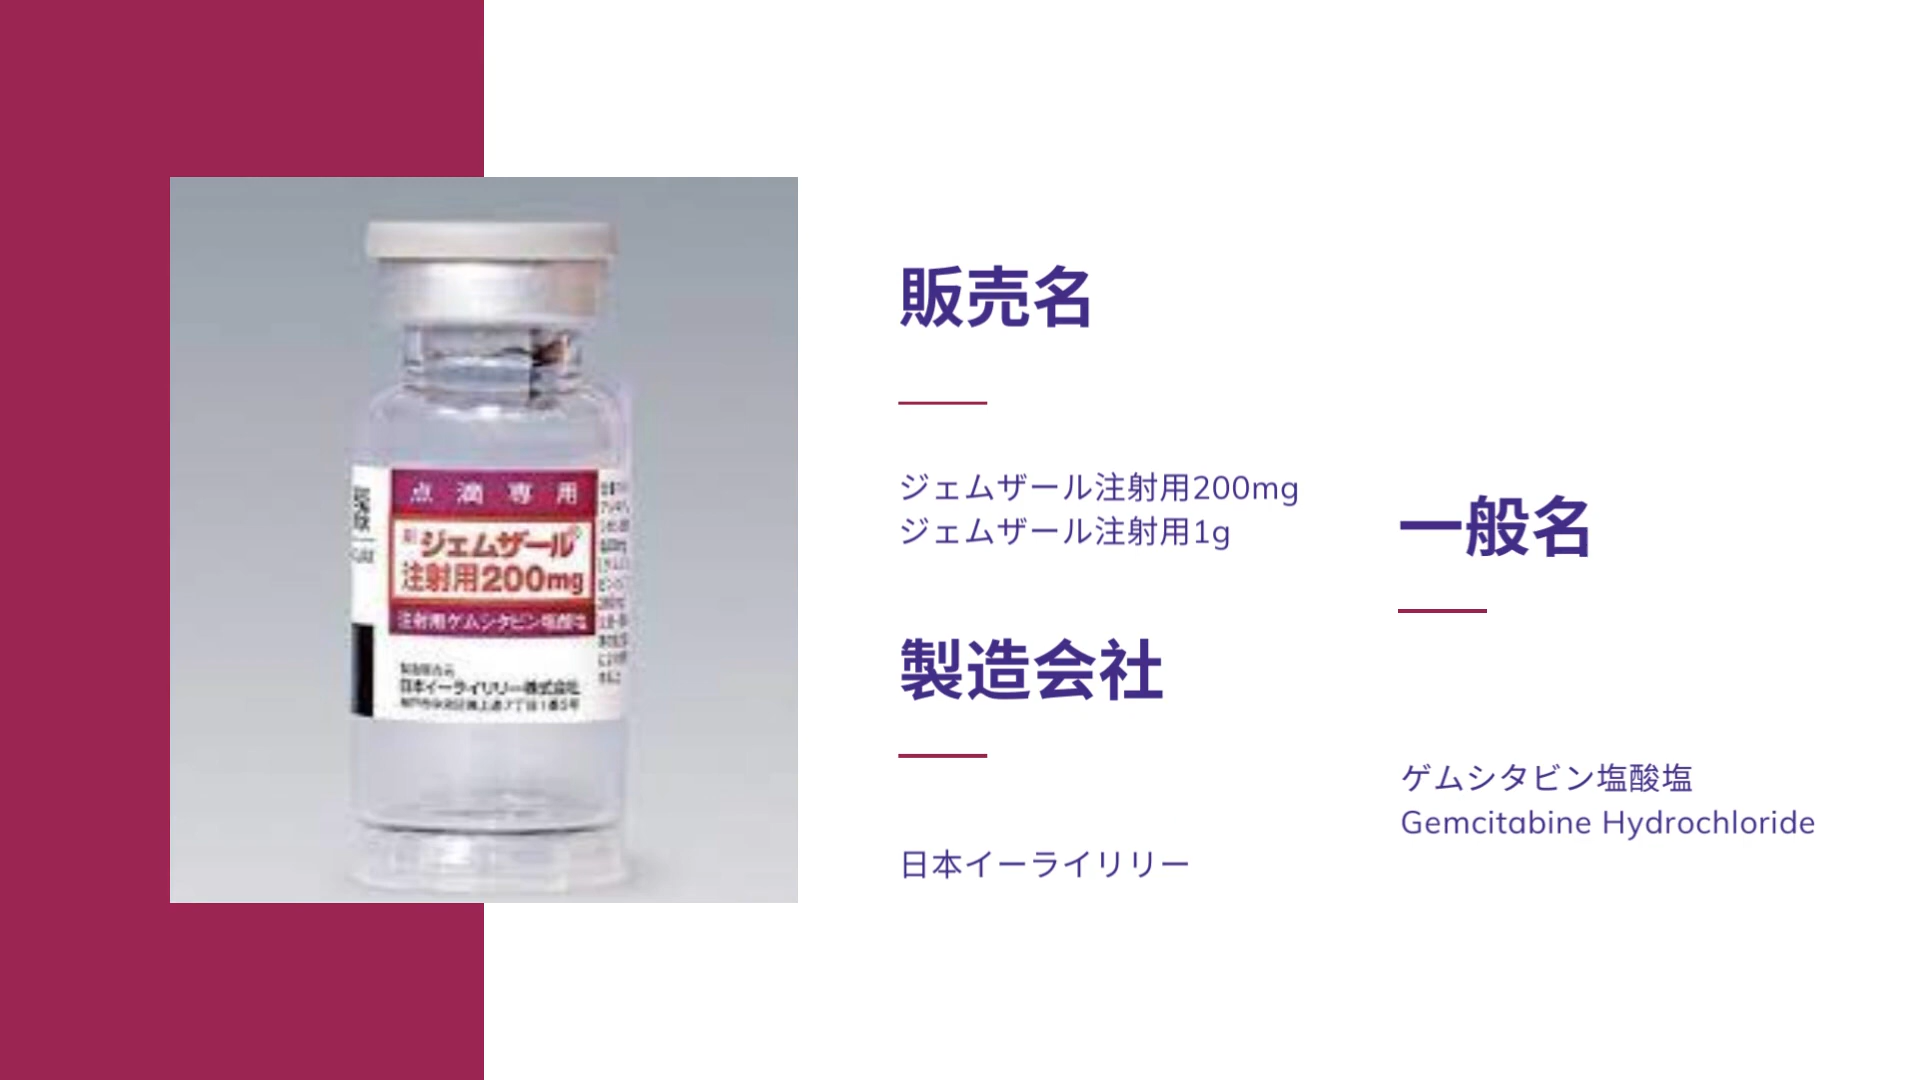 点滴専用
ジェムザール®
注射用200mg
注射用ゲムシタビン塩酸塩
日本イーライリリー株式会社
販売名
ジェムザール注射用200mg
ジェムザール注射用1g
製造会社
日本イーライリリー
一般名
ゲムシタビン塩酸塩
Gemcitabine Hydrochloride